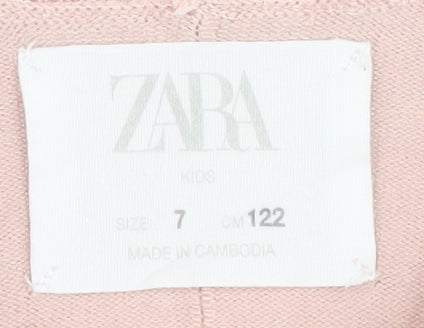 ZARA
KIDS
SIZE 7 CM 122
MADE IN CAMBODIA